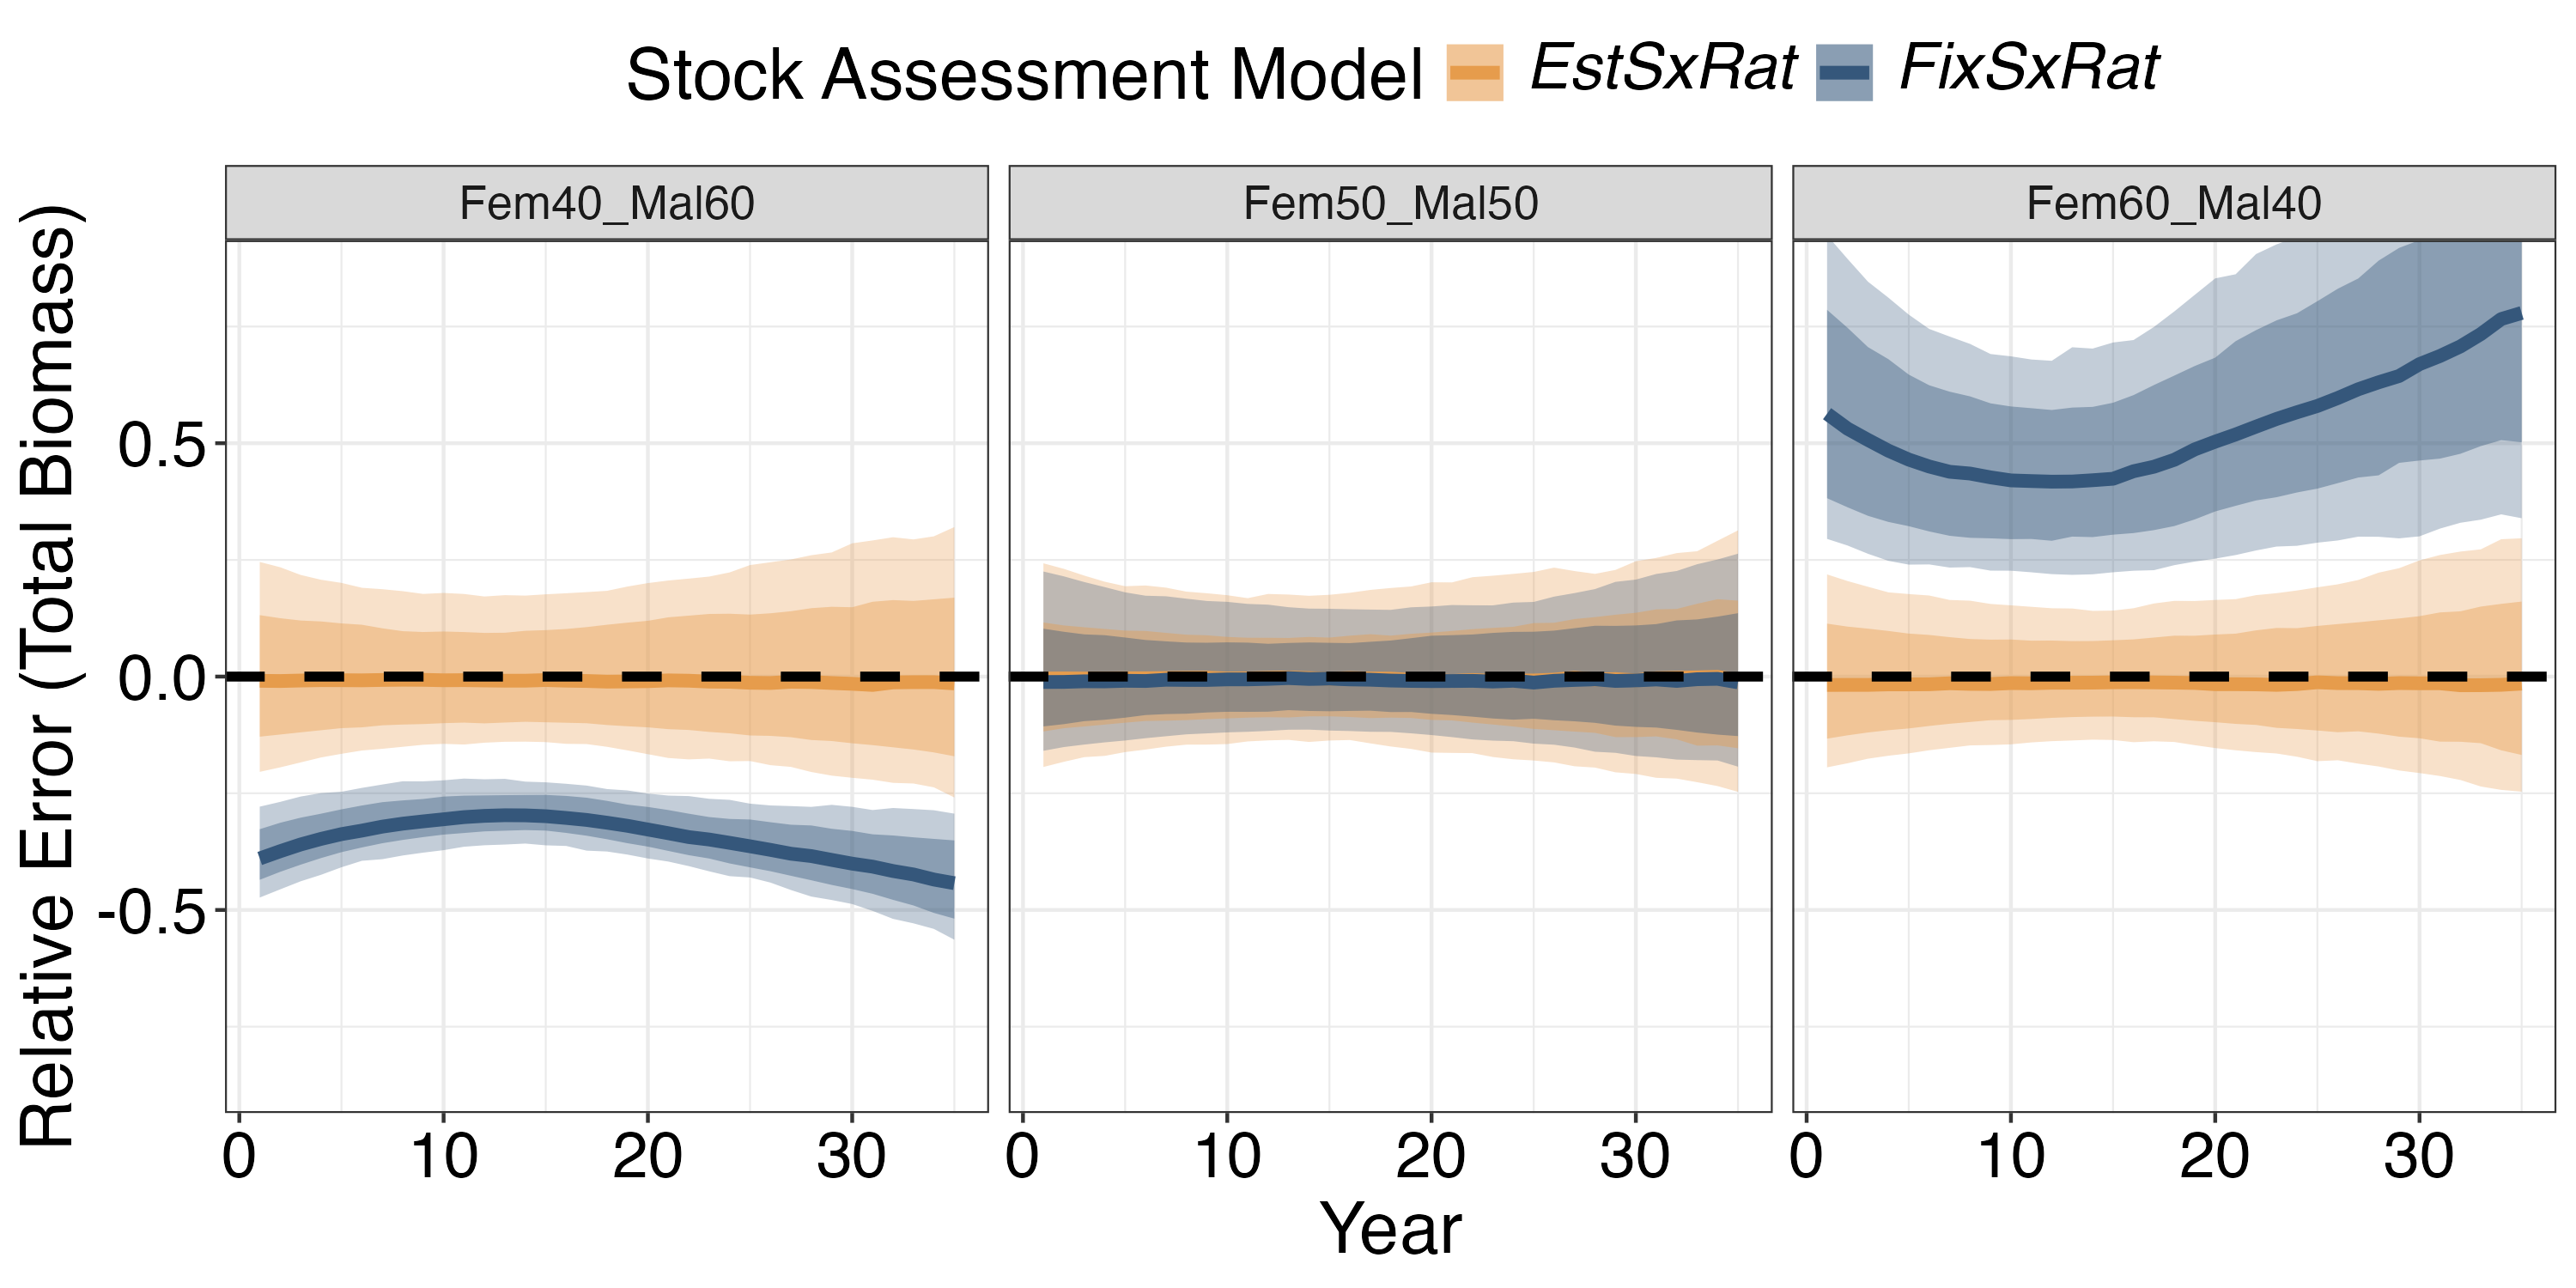 Stock Assessment Model EstSxRat FixSxRat
Fem40_Mal60 Fem50_Mal50 Fem60_Mal40
Relative Error (Total Biomass)
0.5
0.0
-0.5
0 10 20 30 0 10 20 30 0 10 20 30
Year